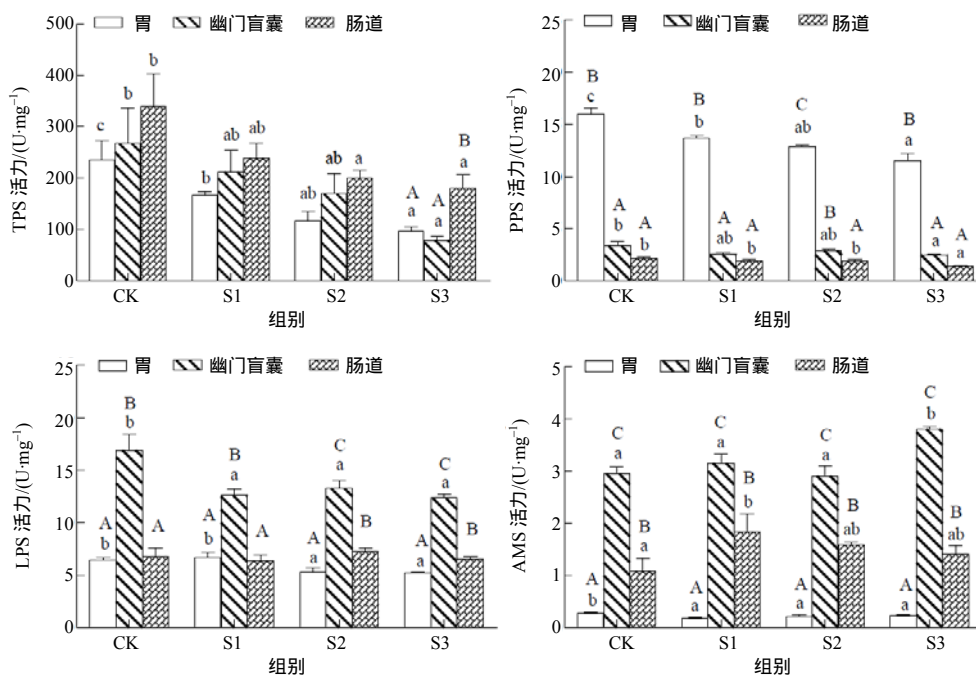 胃 幽门盲囊 肠道
TPS 活力/(U·mg⁻¹)
500
400
300
200
100
0
c b b
b ab ab
ab ab a
A A B
a a a
CK S1 S2 S3
组别
胃 幽门盲囊 肠道
PPS 活力/(U·mg⁻¹)
25
20
15
10
5
0
B A A
c b b
B A A
b ab b
C B A
ab ab b
B A A
a a a
CK S1 S2 S3
组别
胃 幽门盲囊 肠道
LPS 活力/(U·mg⁻¹)
25
20
15
10
5
0
A B A
b b
A B A
b a
A C B
a a
A C B
a a
CK S1 S2 S3
组别
胃 幽门盲囊 肠道
AMS 活力/(U·mg⁻¹)
5
4
3
2
1
0
A C B
b a a
A C B
a a b
A C B
a a ab
A C B
a b ab
CK S1 S2 S3
组别